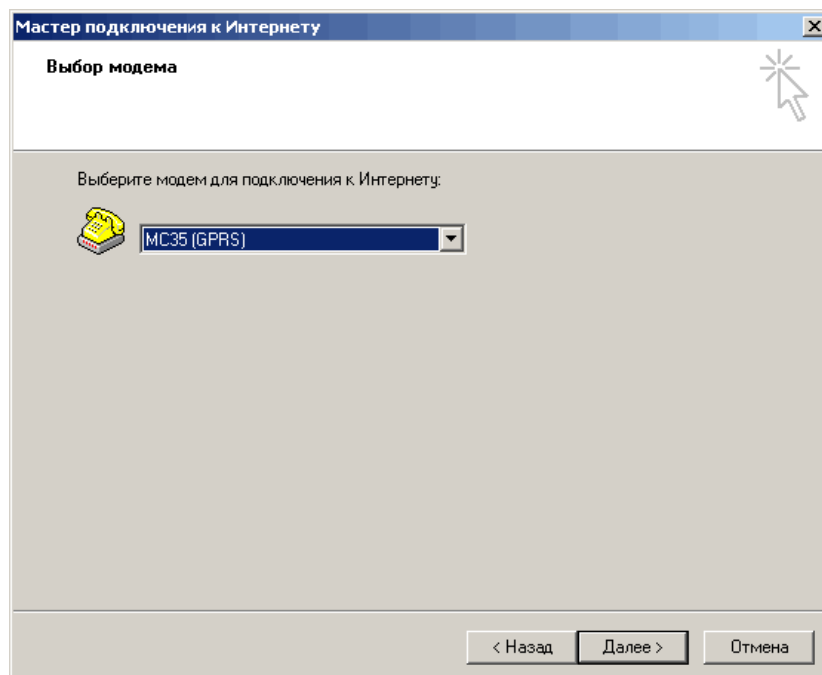 Мастер подключения к Интернету
Выбор модема
Выберите модем для подключения к Интернету:
MC35 (GPRS)
< Назад
Далее >
Отмена